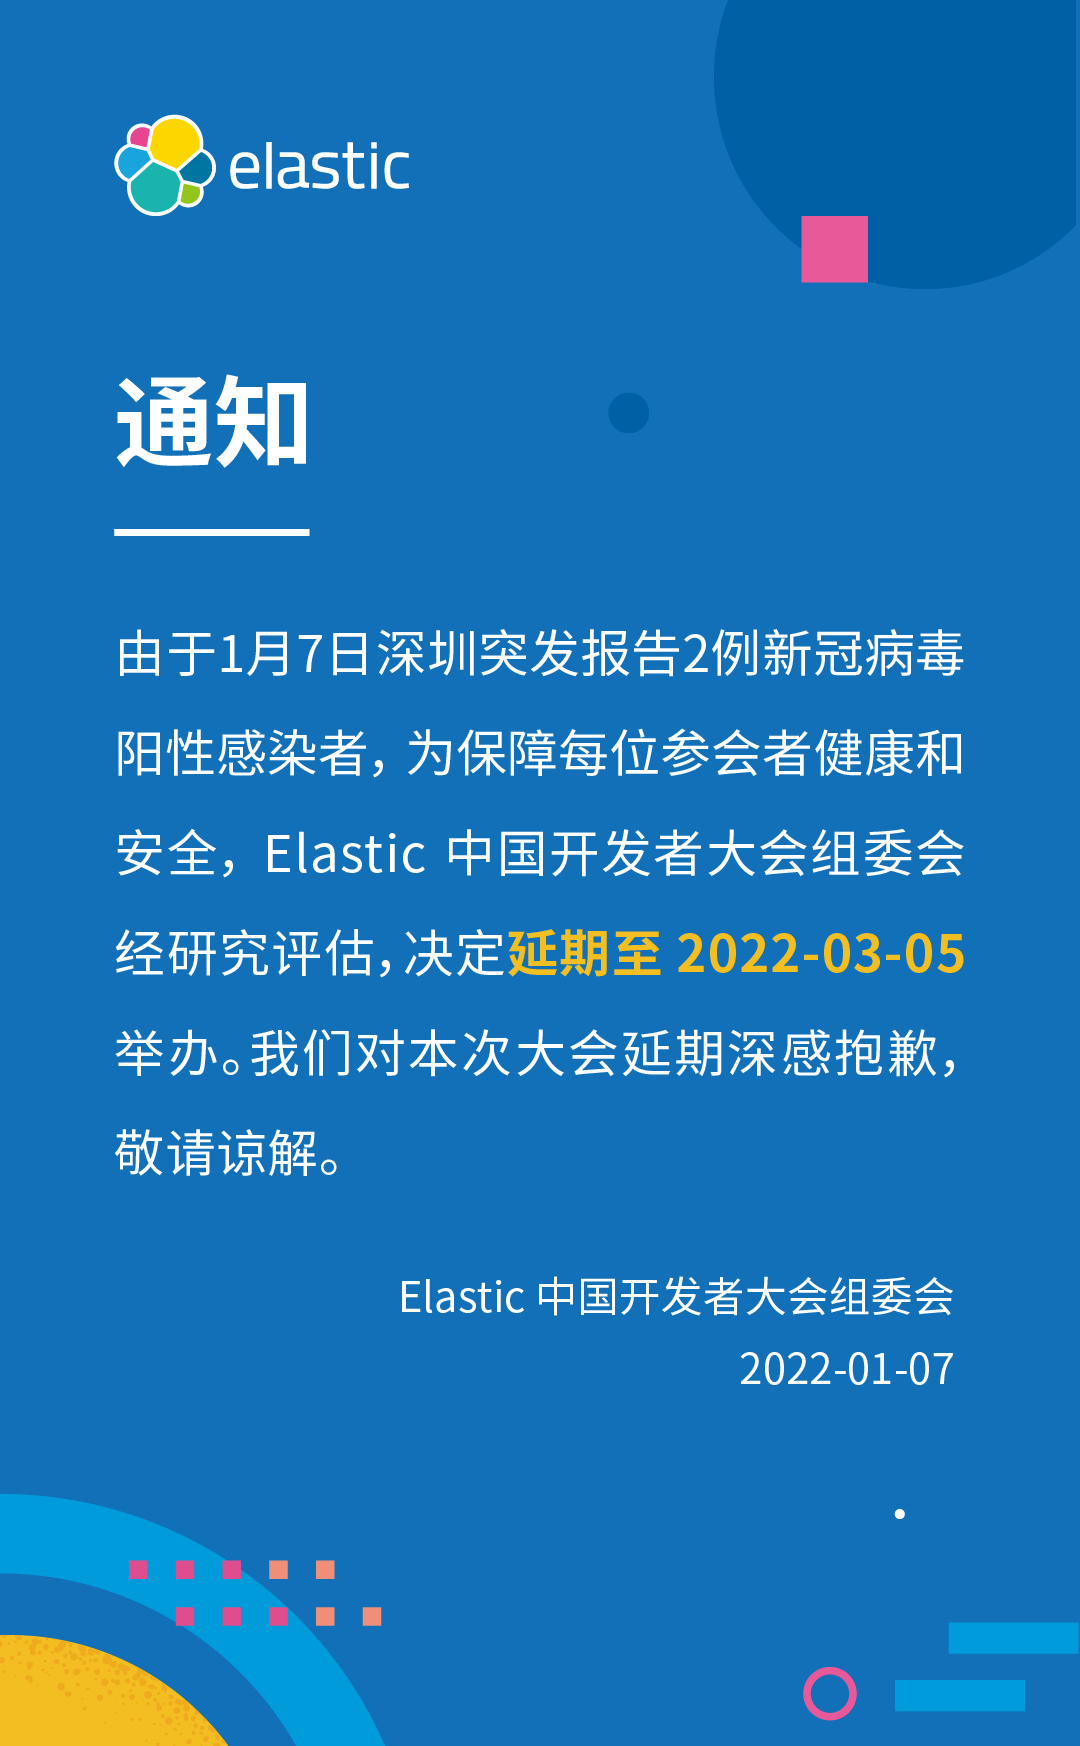 elastic
通知
由于1月7日深圳突发报告2例新冠病毒
阳性感染者，为保障每位参会者健康和
安全，Elastic 中国开发者大会组委会
经研究评估，决定延期至 2022-03-05
举办。我们对本次大会延期深感抱歉，
敬请谅解。
Elastic 中国开发者大会组委会
2022-01-07